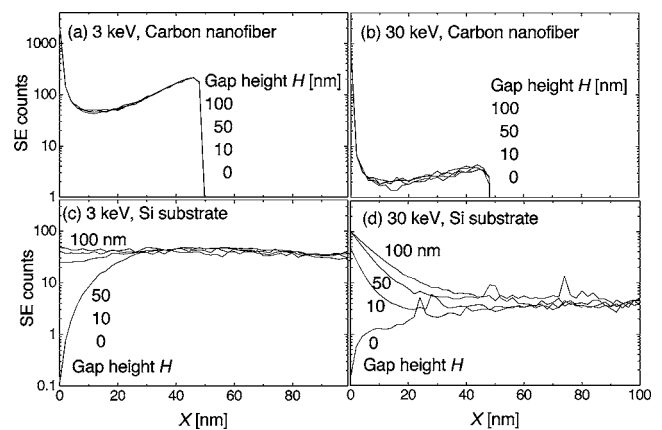 (a) 3 keV, Carbon nanofiber
(b) 30 keV, Carbon nanofiber
1000
100
10
1
SE counts
Gap height H [nm]
100
50
10
0
Gap height H [nm]
100
50
10
0
(c) 3 keV, Si substrate
(d) 30 keV, Si substrate
100
10
1
0.1
SE counts
100 nm
50
10
0
Gap height H
100 nm
50
10
0
Gap height H
0 20 40 60 80
0 20 40 60 80 100
X [nm]
X [nm]